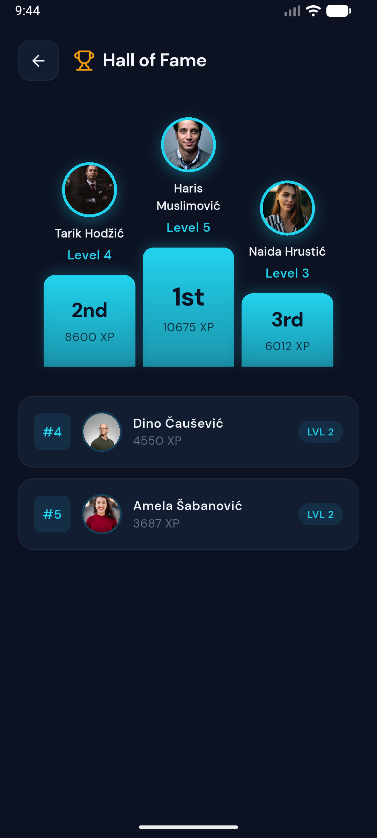 9:44
Hall of Fame
Haris
Muslimović
Level 5
Tarik Hodžić
Level 4
Naida Hrustić
Level 3
1st
10675 XP
2nd
8600 XP
3rd
6012 XP
#4
Dino Čaušević
4550 XP
LVL 2
#5
Amela Šabanović
3687 XP
LVL 2